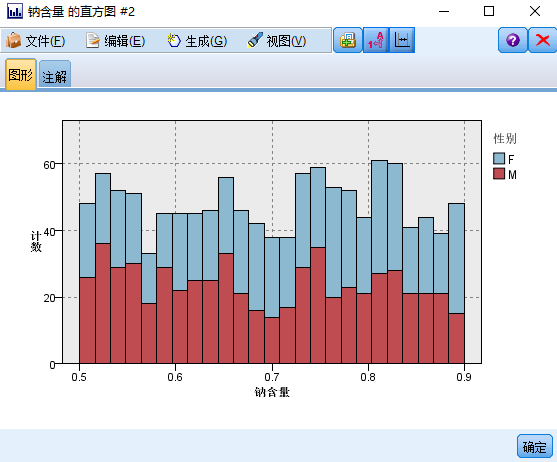 钠含量 的直方图 #2
文件(F) 编辑(E) 生成(G) 视图(V)
图形 注解
性别
F
M
60
40
20
0
计数
0.5 0.6 0.7 0.8 0.9
钠含量
确定